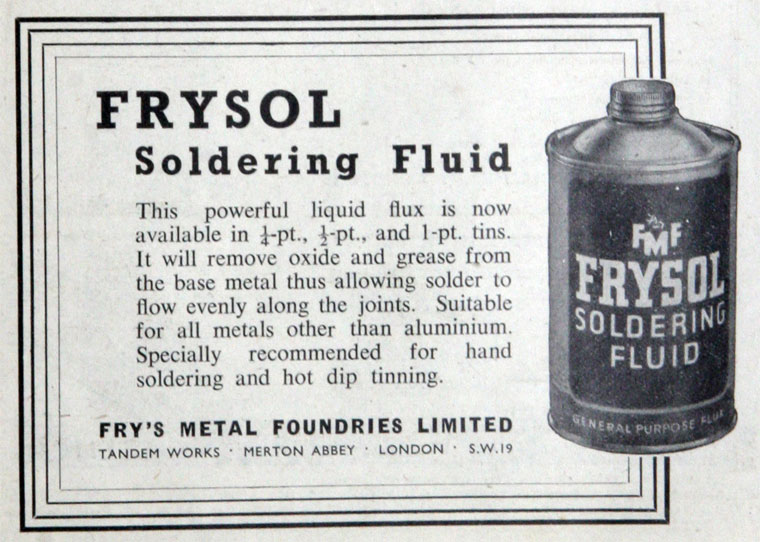 FRYSOL
Soldering Fluid
This powerful liquid flux is now
available in ¼-pt., ½-pt., and 1-pt. tins.
It will remove oxide and grease from
the base metal thus allowing solder to
flow evenly along the joints. Suitable
for all metals other than aluminium.
Specially recommended for hand
soldering and hot dip tinning.
FRY'S METAL FOUNDRIES LIMITED
TANDEM WORKS · MERTON ABBEY · LONDON · S.W.19
FMF
FRYSOL
SOLDERING
FLUID
GENERAL PURPOSE FLUX